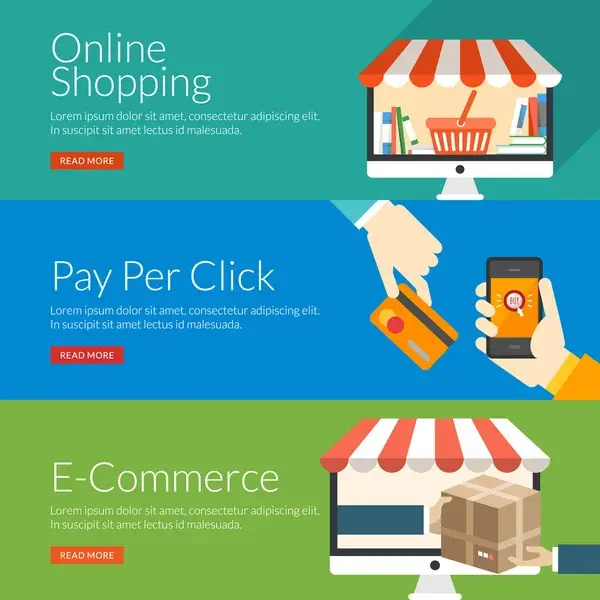 Online
Shopping
Lorem ipsum dolor sit amet, consectetur adipiscing elit.
In suscipit sit amet lectus id malesuada.
READ MORE
Pay Per Click
Lorem ipsum dolor sit amet, consectetur adipiscing elit.
In suscipit sit amet lectus id malesuada.
READ MORE
BUY
E-Commerce
Lorem ipsum dolor sit amet, consectetur adipiscing elit.
In suscipit sit amet lectus id malesuada.
READ MORE